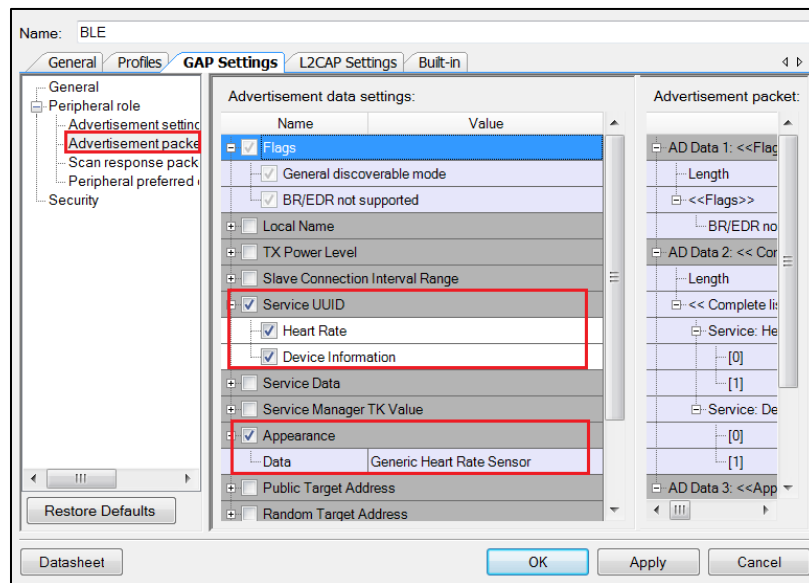 Name: BLE
General Profiles GAP Settings L2CAP Settings Built-in
General
Peripheral role
Advertisement setting
Advertisement packe
Scan response pack
Peripheral preferred
Security
Restore Defaults
Advertisement data settings:
Name Value
Flags
General discoverable mode
BR/EDR not supported
Local Name
TX Power Level
Slave Connection Interval Range
Service UUID
Heart Rate
Device Information
Service Data
Service Manager TK Value
Appearance
Data Generic Heart Rate Sensor
Public Target Address
Random Target Address
Advertisement packet:
AD Data 1: <<Flag
Length
<<Flags>>
BR/EDR no
AD Data 2: << Con
Length
<< Complete lis
Service: He
[0]
[1]
Service: De
[0]
[1]
AD Data 3: <<App
Datasheet OK Apply Cancel